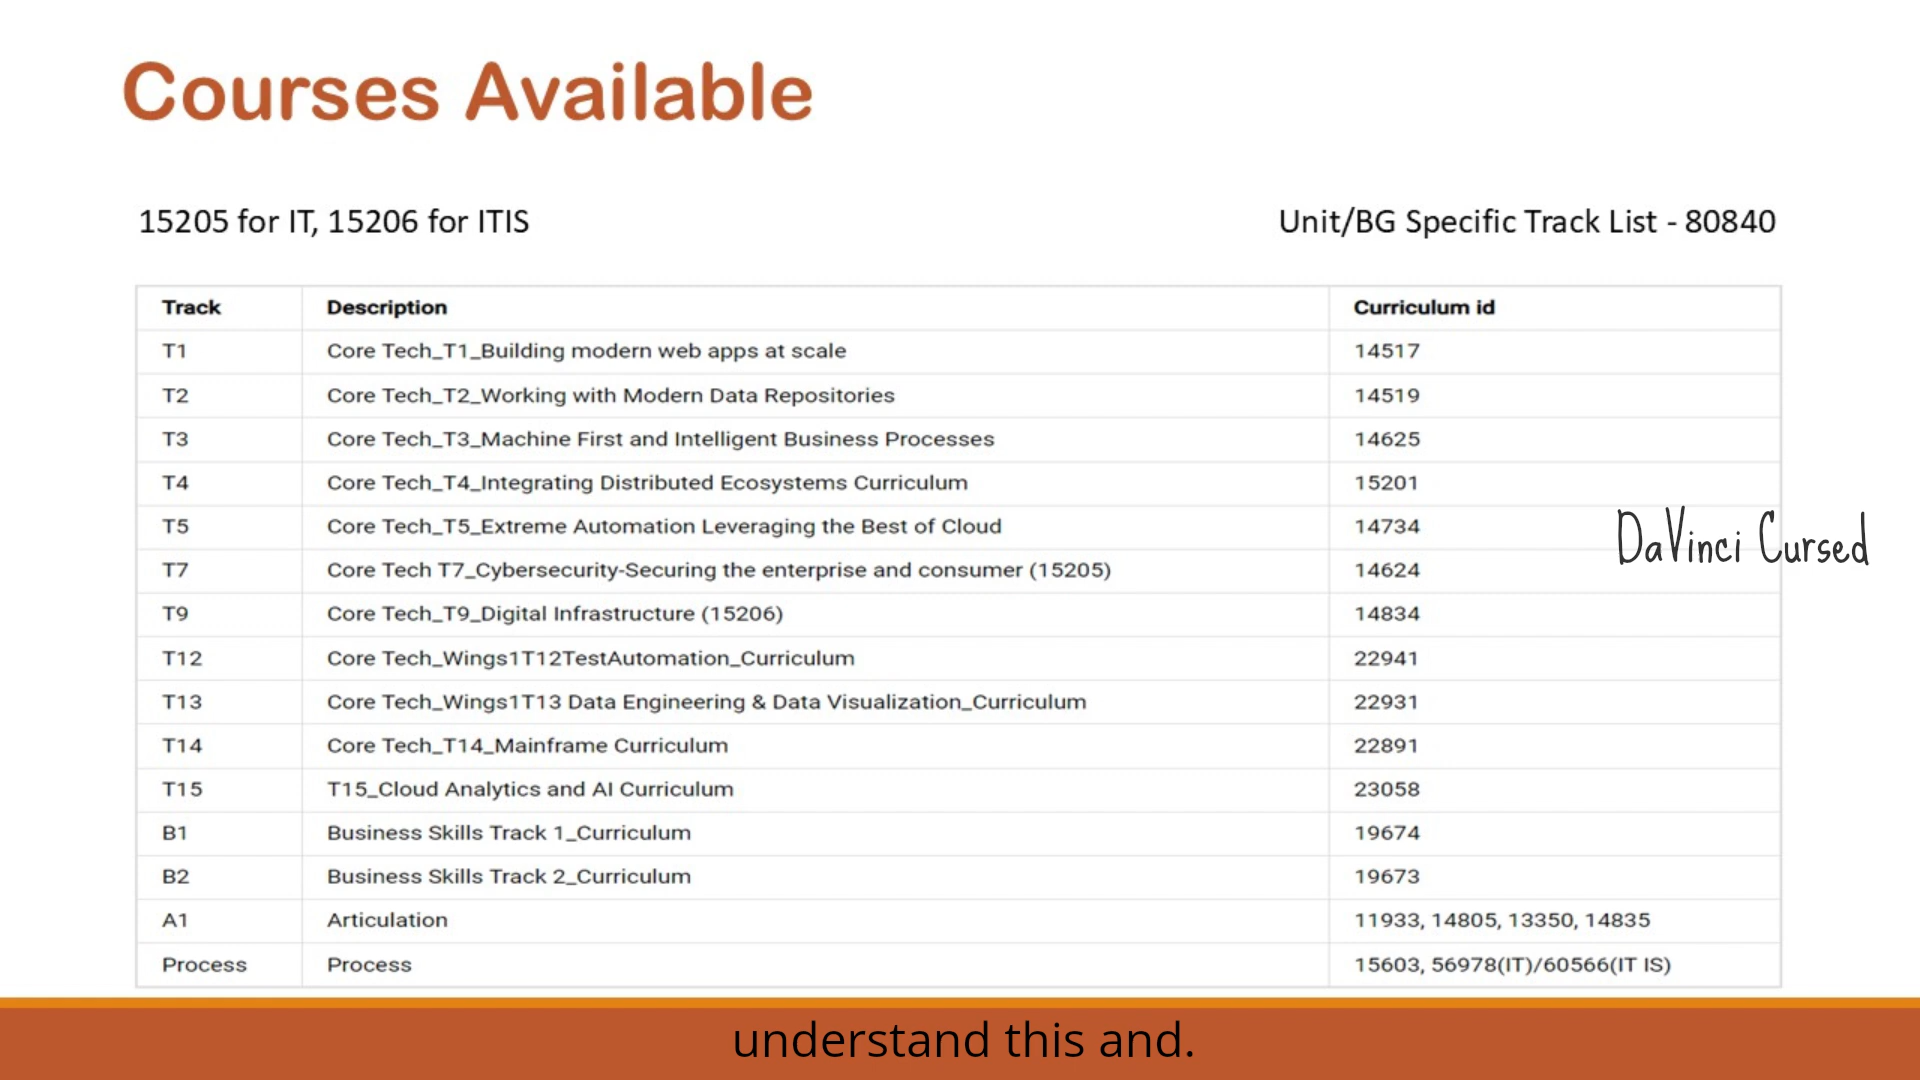 Courses Available
15205 for IT, 15206 for ITIS
Unit/BG Specific Track List - 80840
Track Description Curriculum id
T1 Core Tech_T1_Building modern web apps at scale 14517
T2 Core Tech_T2_Working with Modern Data Repositories 14519
T3 Core Tech_T3_Machine First and Intelligent Business Processes 14625
T4 Core Tech_T4_Integrating Distributed Ecosystems Curriculum 15201
T5 Core Tech_T5_Extreme Automation Leveraging the Best of Cloud 14734
DaVinci Cursed
T7 Core Tech T7_Cybersecurity-Securing the enterprise and consumer (15205) 14624
T9 Core Tech_T9_Digital Infrastructure (15206) 14834
T12 Core Tech_Wings1T12TestAutomation_Curriculum 22941
T13 Core Tech_Wings1T13 Data Engineering & Data Visualization_Curriculum 22931
T14 Core Tech_T14_Mainframe Curriculum 22891
T15 T15_Cloud Analytics and AI Curriculum 23058
B1 Business Skills Track 1_Curriculum 19674
B2 Business Skills Track 2_Curriculum 19673
A1 Articulation 11933, 14805, 13350, 14835
Process Process 15603, 56978(IT)/60566(IT IS)
understand this and.